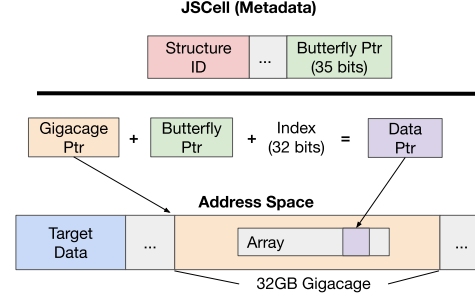 JSCell (Metadata)
Structure
ID
...
Butterfly Ptr
(35 bits)
Gigacage
Ptr
+
Butterfly
Ptr
+
Index
(32 bits)
=
Data
Ptr
Address Space
Target
Data
...
Array
...
32GB Gigacage